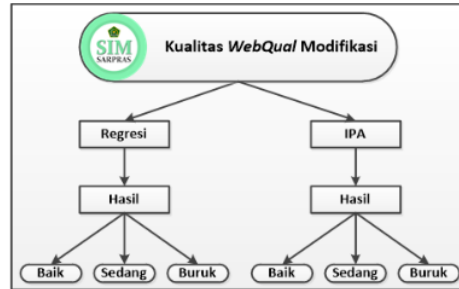 SIM
SARPRAS
Kualitas WebQual Modifikasi
Regresi
IPA
Hasil
Hasil
Baik
Sedang
Buruk
Baik
Sedang
Buruk